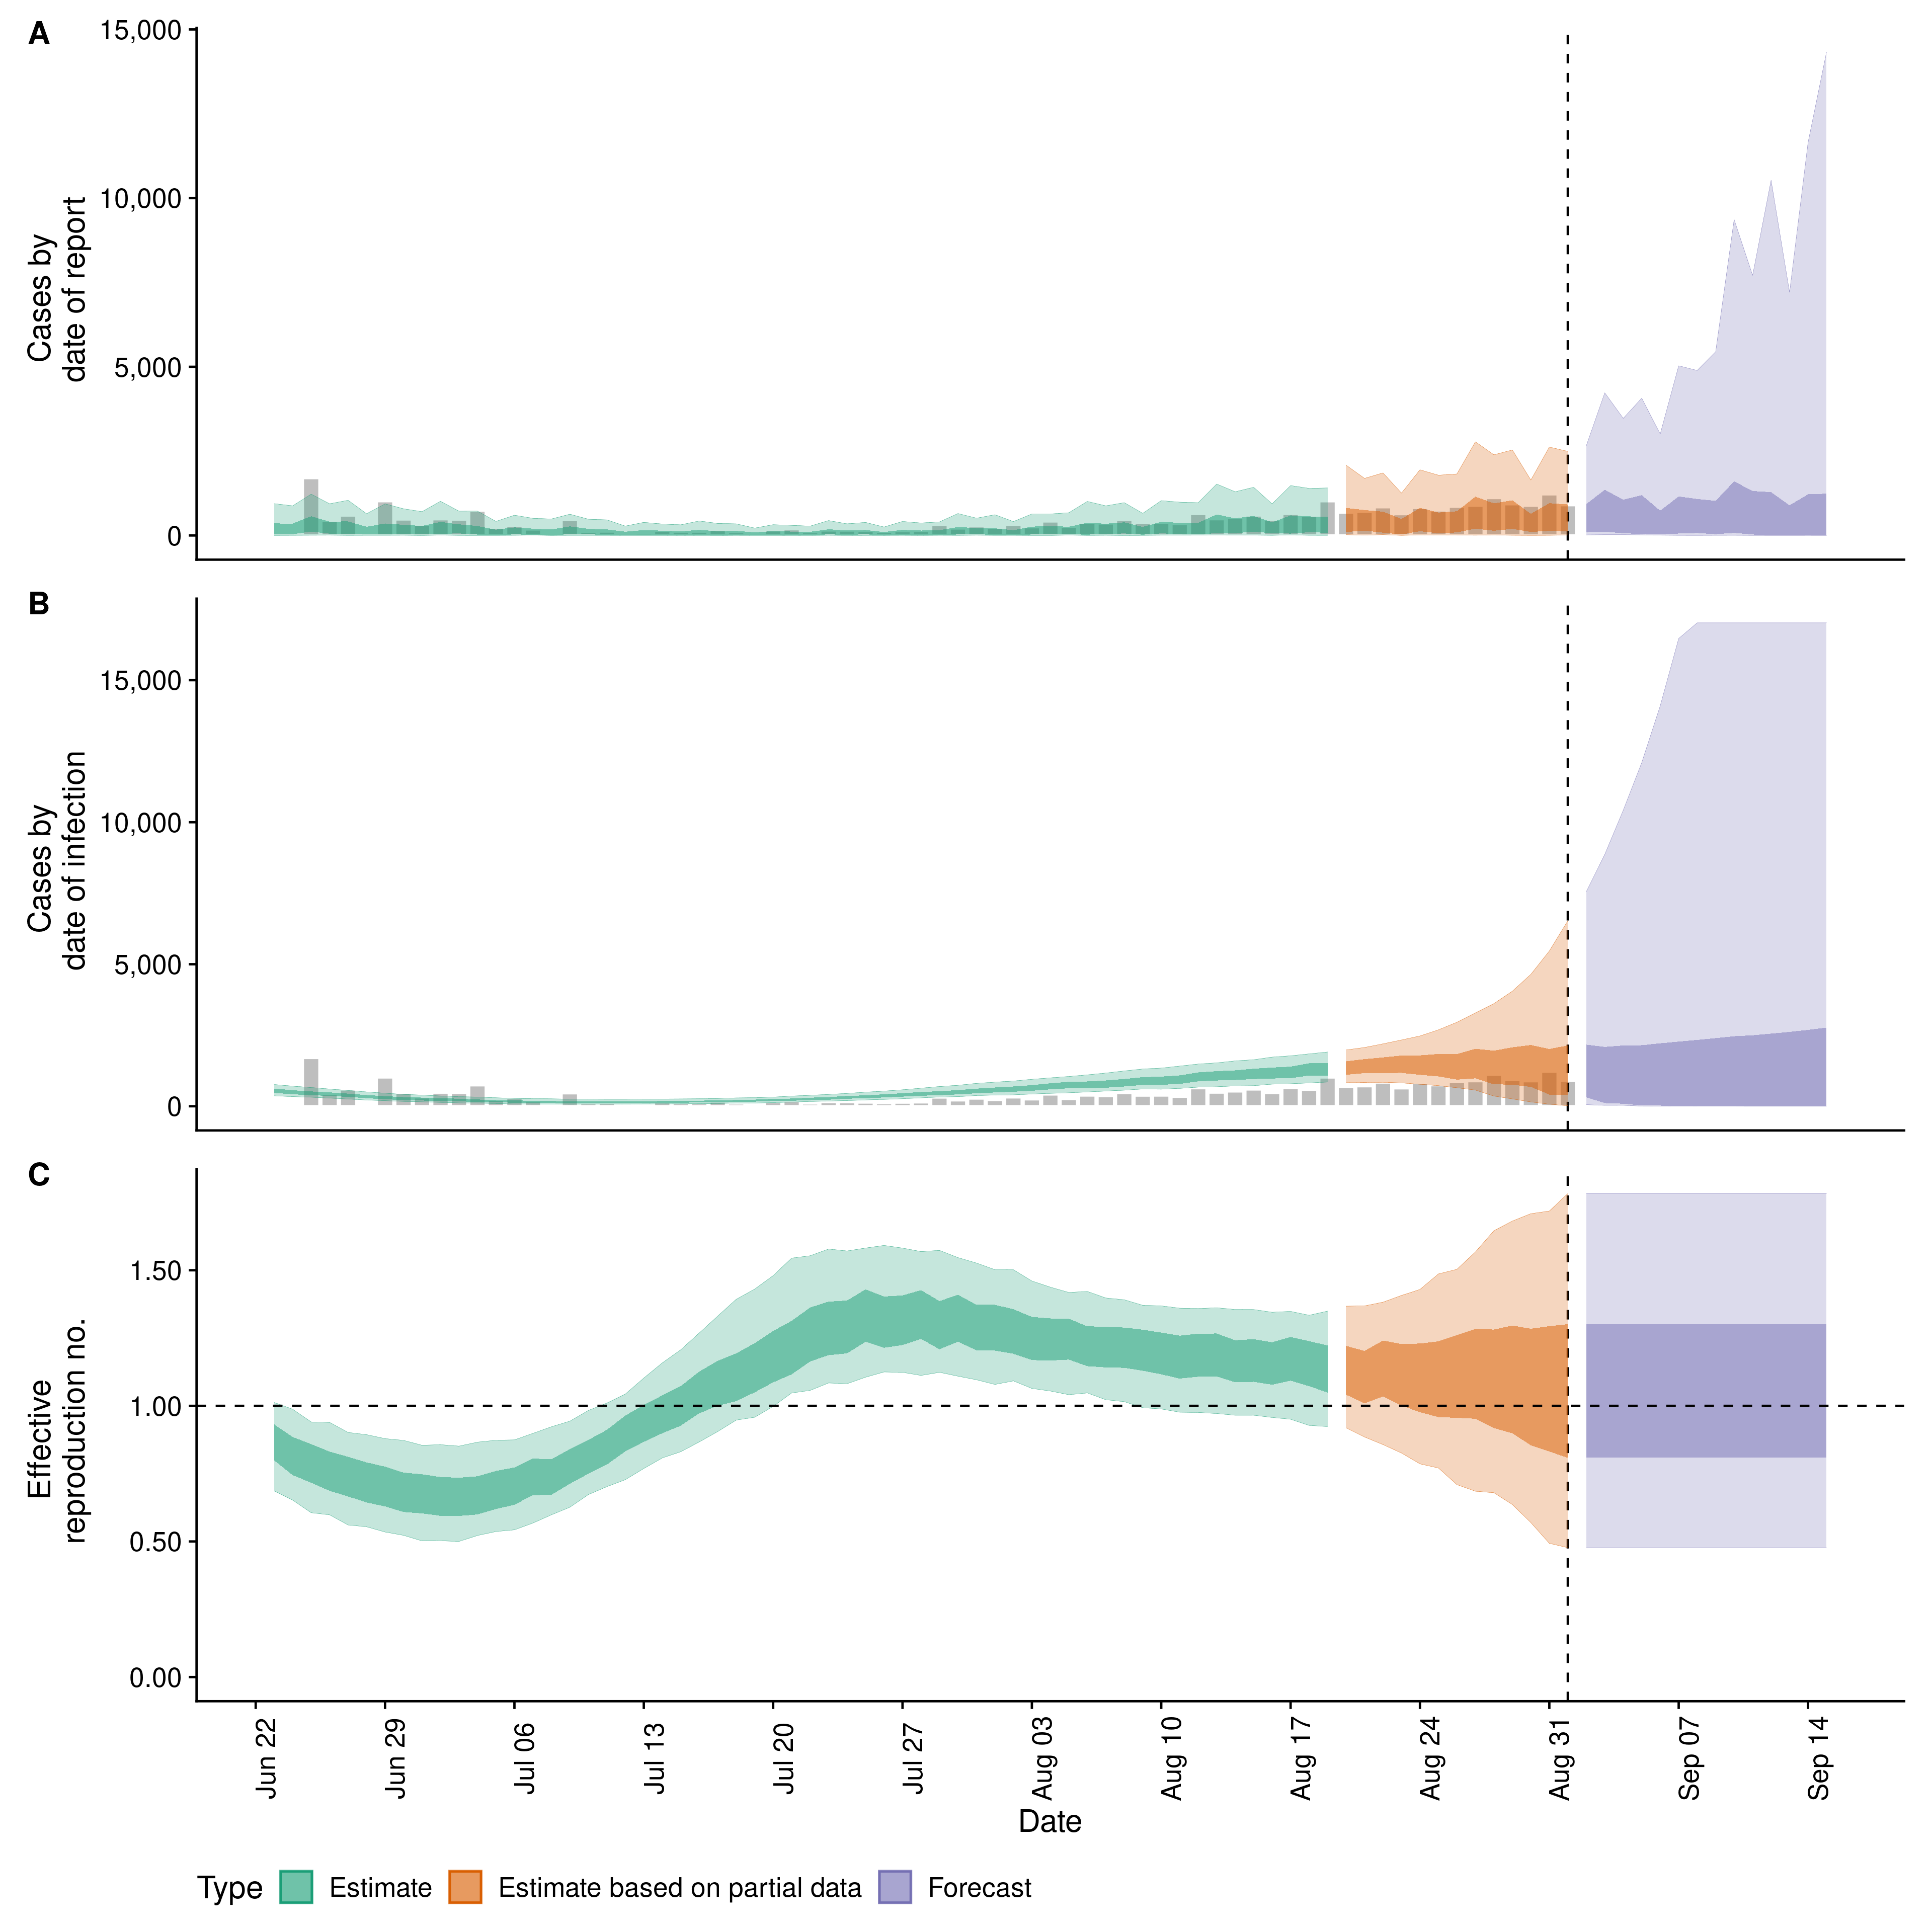 A
Cases by
date of report
15,000
10,000
5,000
0
B
Cases by
date of infection
15,000
10,000
5,000
0
C
Effective
reproduction no.
1.50
1.00
0.50
0.00
Jun 22
Jun 29
Jul 06
Jul 13
Jul 20
Jul 27
Aug 03
Aug 10
Aug 17
Aug 24
Aug 31
Sep 07
Sep 14
Date
Type Estimate Estimate based on partial data Forecast